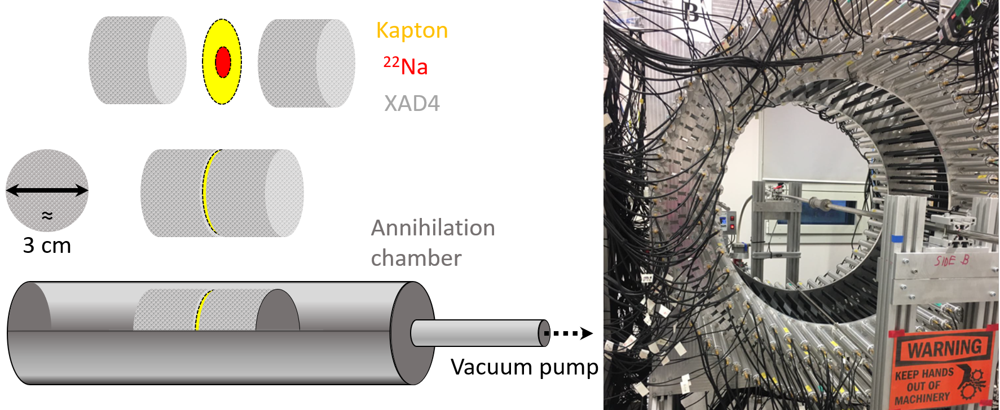 Kapton
²²Na
XAD4
≈
3 cm
Annihilation
chamber
Vacuum pump
B
SIDE B
WARNING
KEEP HANDS
OUT OF
MACHINERY